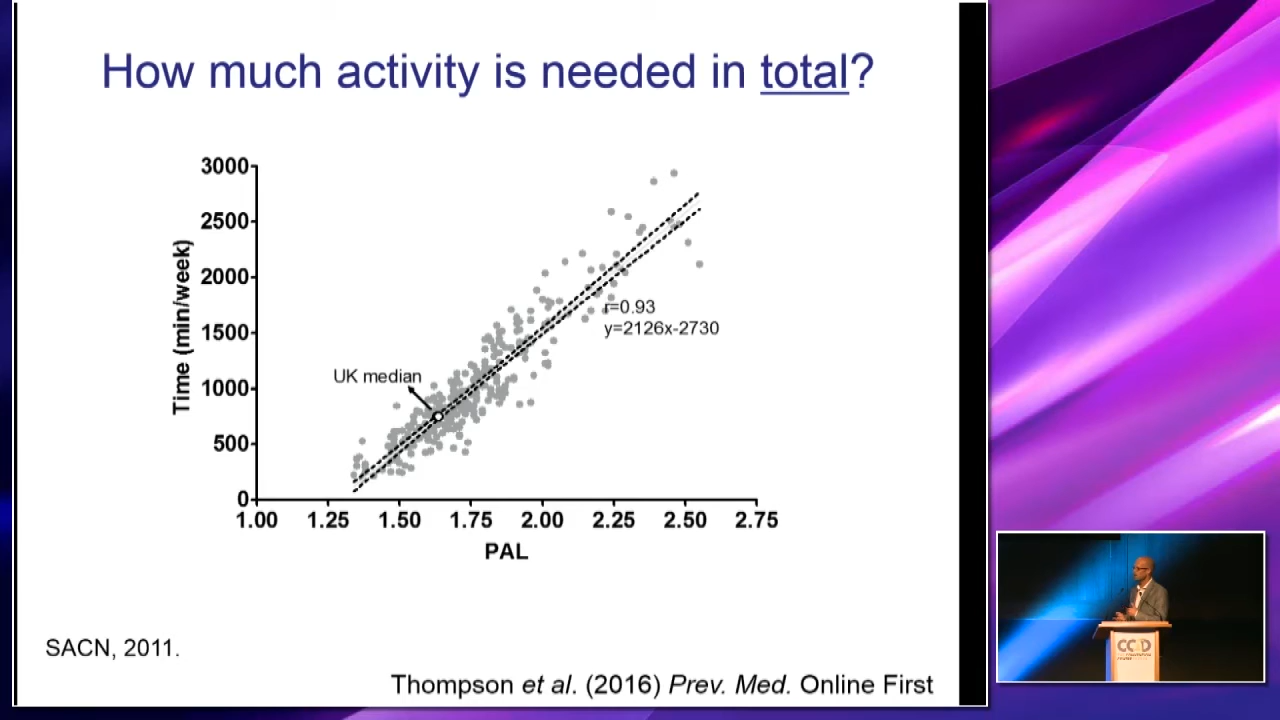 How much activity is needed in total?
3000
2500
2000
1500
1000
500
0
Time (min/week)
UK median
r=0.93
y=2126x-2730
1.00 1.25 1.50 1.75 2.00 2.25 2.50 2.75
PAL
SACN, 2011.
Thompson et al. (2016) Prev. Med. Online First